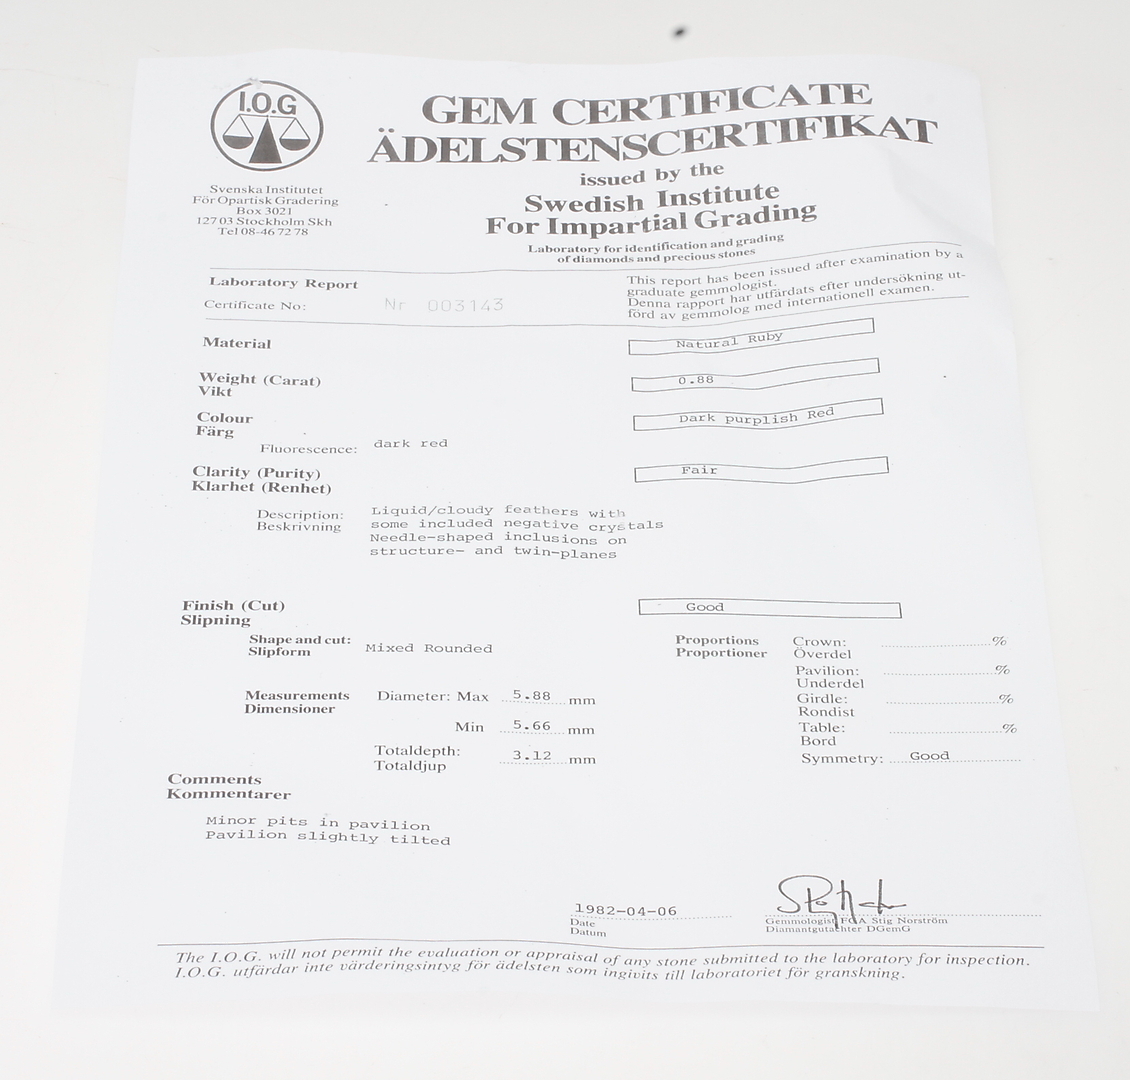 I.O.G
GEM CERTIFICATE
ÄDELSTENSCERTIFIKAT
issued by the
Swedish Institute
For Impartial Grading
Laboratory for identification and grading
of diamonds and precious stones
Svenska Institutet
För Opartisk Gradering
Box 3021
127 03 Stockholm Skh
Tel 08-46 72 78
Laboratory Report
Certificate No: Nr 003143
This report has been issued after examination by a
graduate gemmologist.
Denna rapport har utfärdats efter undersökning ut-
förd av gemmolog med internationell examen.
Material Natural Ruby
Weight (Carat) 0.88
Vikt
Colour Dark purplish Red
Färg
Fluorescence: dark red
Clarity (Purity) Fair
Klarhet (Renhet)
Description: Liquid/cloudy feathers with
Beskrivning some included negative crystals
Needle-shaped inclusions on
structure- and twin-planes
Finish (Cut) Good
Slipning
Shape and cut: Mixed Rounded
Slipform
Proportions Crown: %
Proportioner Överdel
Pavilion: %
Underdel
Girdle: %
Rondist
Table: %
Bord
Symmetry: Good
Measurements Diameter: Max 5.88 mm
Dimensioner
Min 5.66 mm
Totaldepth: 3.12 mm
Totaldjup
Comments
Kommentarer
Minor pits in pavilion
Pavilion slightly tilted
1982-04-06
Date
Datum
Gemmologist FGA Stig Norström
Diamantgutachter DGemG
The I.O.G. will not permit the evaluation or appraisal of any stone submitted to the laboratory for inspection.
I.O.G. utfärdar inte värderingsintyg för ädelsten som ingivits till laboratoriet för granskning.